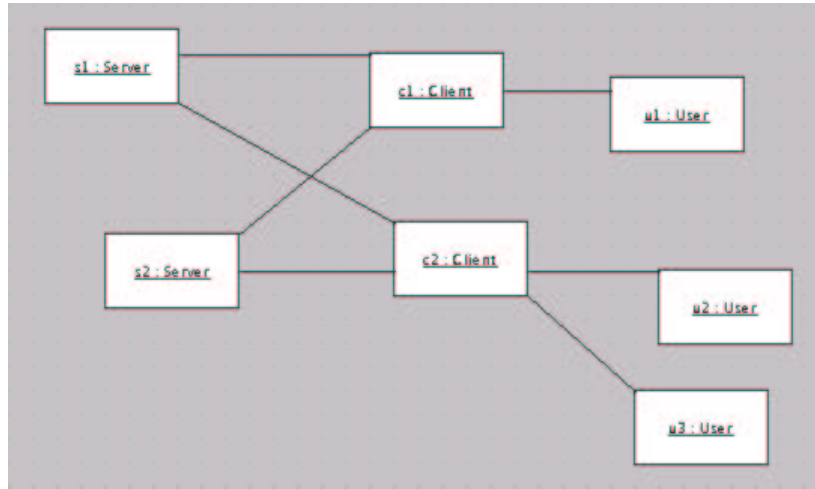 s1 : Server
c1 : Client
u1 : User
s2 : Server
c2 : Client
u2 : User
u3 : User